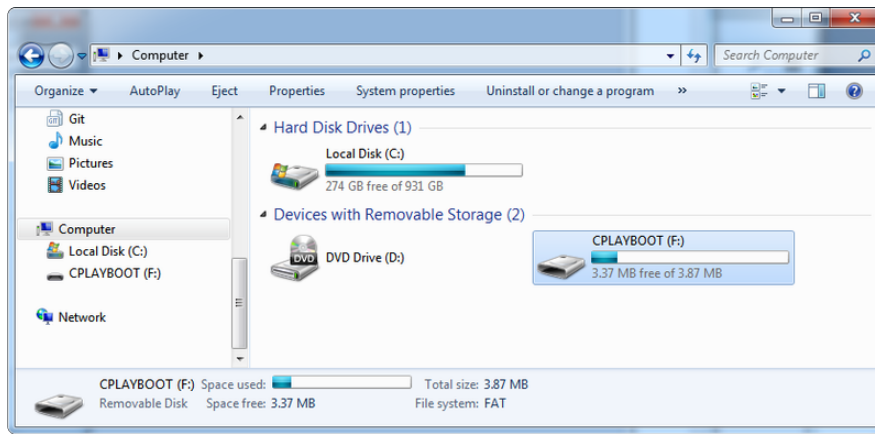 Computer
Search Computer
Organize AutoPlay Eject Properties System properties Uninstall or change a program »
Git
Music
Pictures
Videos
Computer
Local Disk (C:)
CPLAYBOOT (F:)
Network
Hard Disk Drives (1)
Local Disk (C:)
274 GB free of 931 GB
Devices with Removable Storage (2)
DVD Drive (D:)
CPLAYBOOT (F:)
3.37 MB free of 3.87 MB
CPLAYBOOT (F:) Space used: Total size: 3.87 MB
Removable Disk Space free: 3.37 MB File system: FAT